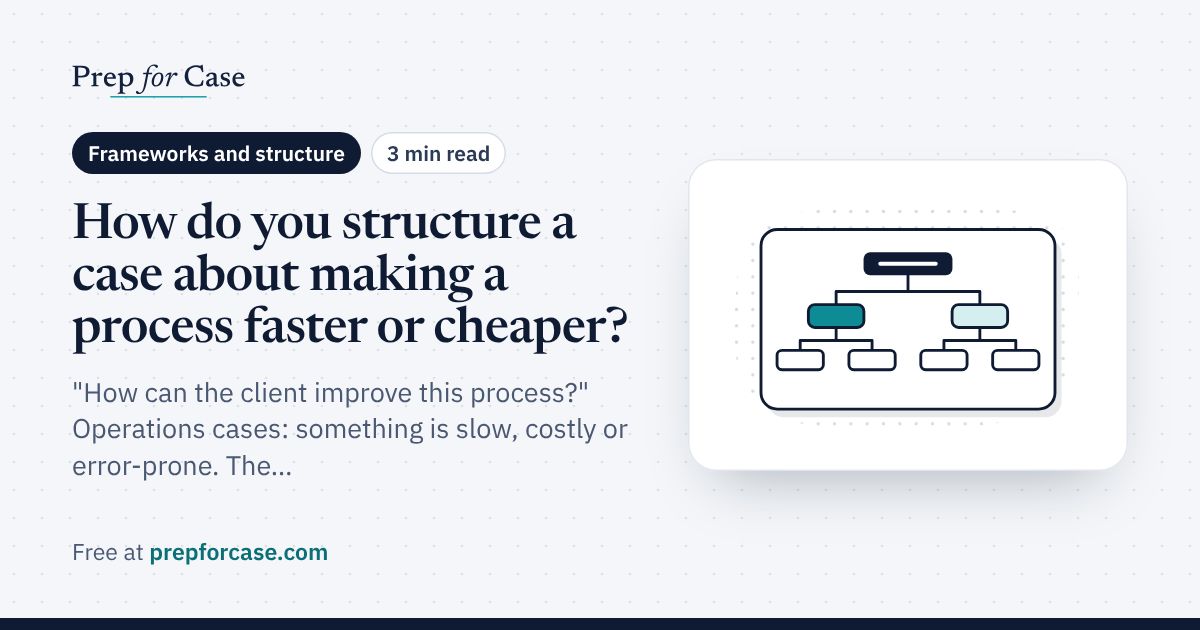 Prep for Case
Frameworks and structure
3 min read
How do you structure a
case about making a
process faster or cheaper?
"How can the client improve this process?"
Operations cases: something is slow, costly or
error-prone. The...
Free at prepforcase.com